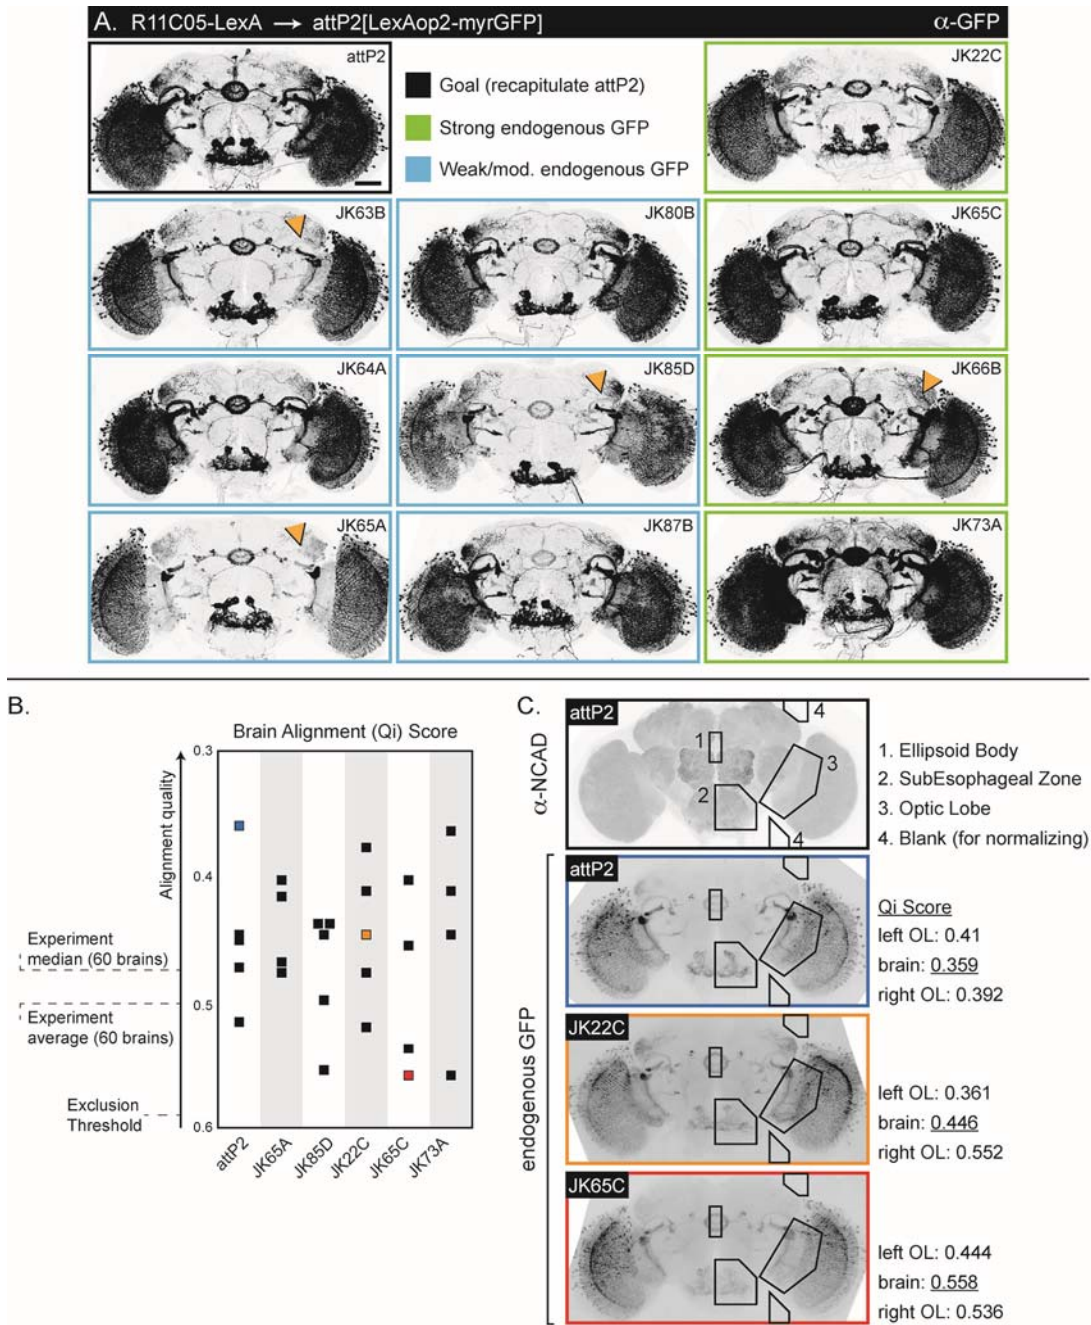 A. R11C05-LexA → attP2[LexAop2-myrGFP] α-GFP
attP2
Goal (recapitulate attP2)
Strong endogenous GFP
Weak/mod. endogenous GFP
JK22C
JK63B
JK80B
JK65C
JK64A
JK85D
JK66B
JK65A
JK87B
JK73A
B.
Brain Alignment (Qi) Score
Alignment quality
0.3
0.4
0.5
0.6
Experiment
median (60 brains)
Experiment
average (60 brains)
Exclusion
Threshold
attP2
JK65A
JK85D
JK22C
JK65C
JK73A
C.
α-NCAD
attP2
1
2
3
4
4
1. Ellipsoid Body
2. SubEsophageal Zone
3. Optic Lobe
4. Blank (for normalizing)
endogenous GFP
attP2
Qi Score
left OL: 0.41
brain: 0.359
right OL: 0.392
JK22C
left OL: 0.361
brain: 0.446
right OL: 0.552
JK65C
left OL: 0.444
brain: 0.558
right OL: 0.536